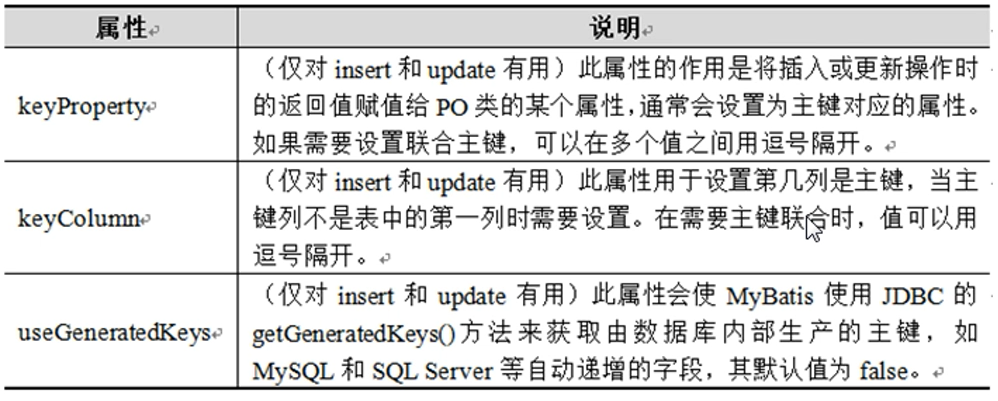 属性 说明
（仅对 insert 和 update 有用）此属性的作用是将插入或更新操作时
keyProperty 的返回值赋值给 PO 类的某个属性，通常会设置为主键对应的属性。
如果需要设置联合主键，可以在多个值之间用逗号隔开。
（仅对 insert 和 update 有用）此属性用于设置第几列是主键，当主
keyColumn 键列不是表中的第一列时需要设置。在需要主键联合时，值可以用
逗号隔开。
（仅对 insert 和 update 有用）此属性会使 MyBatis 使用 JDBC 的
useGeneratedKeys getGeneratedKeys()方法来获取由数据库内部生产的主键，如
MySQL 和 SQL Server 等自动递增的字段，其默认值为 false。